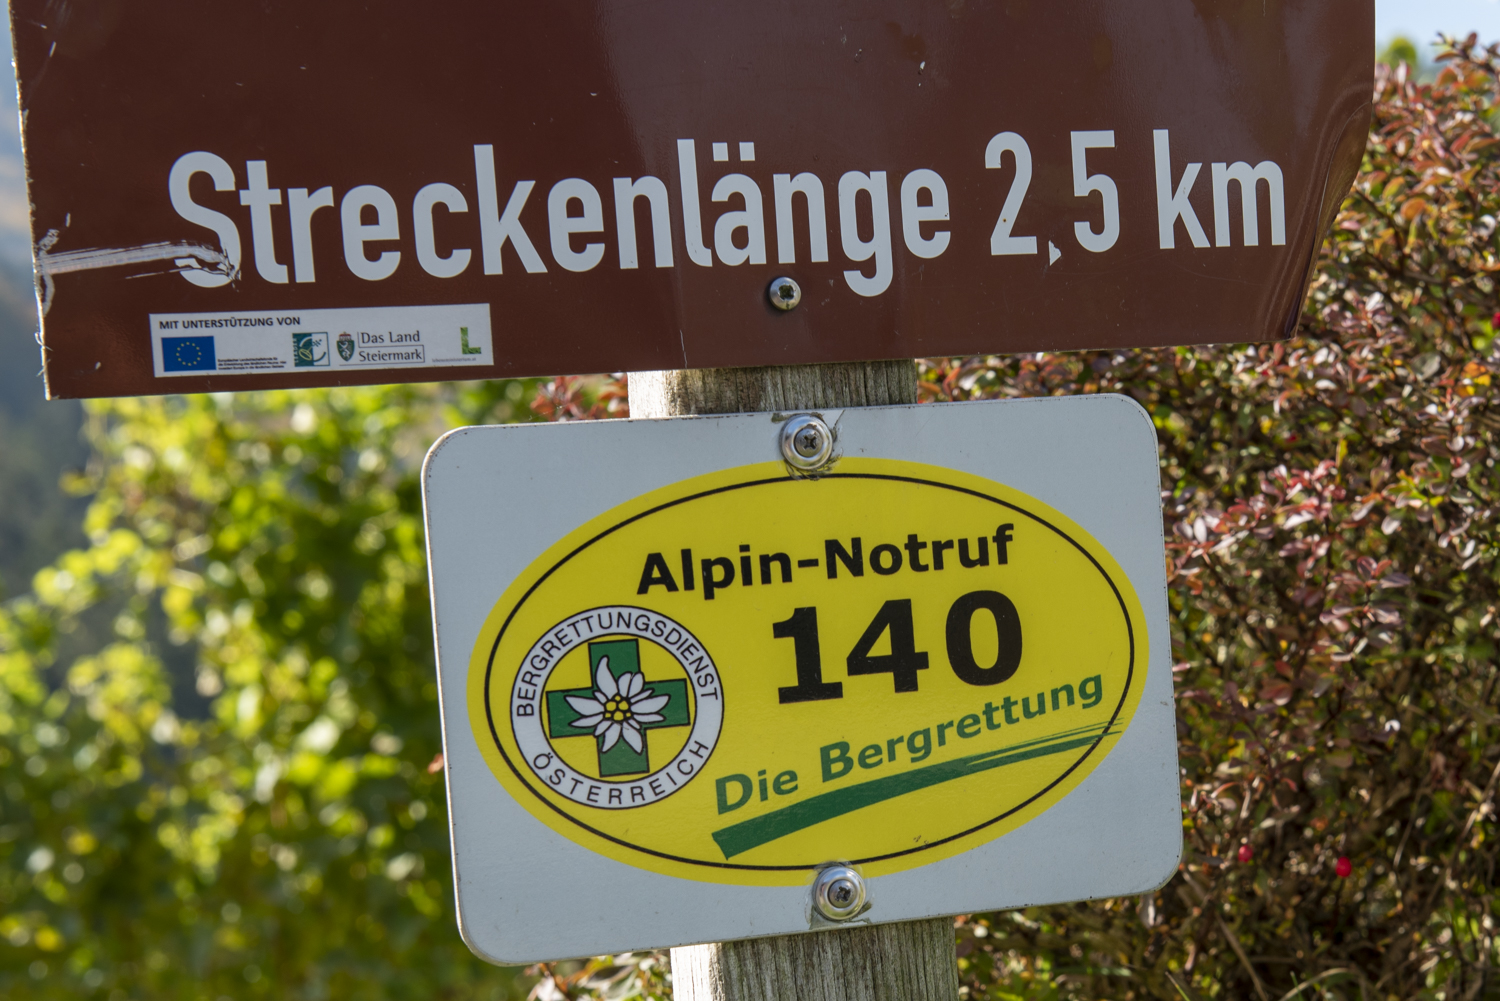 Streckenlänge 2,5 km
MIT UNTERSTÜTZUNG VON
Das Land
Steiermark
Alpin-Notruf
140
Die Bergrettung
BERGRETTUNGSDIENST
ÖSTERREICH